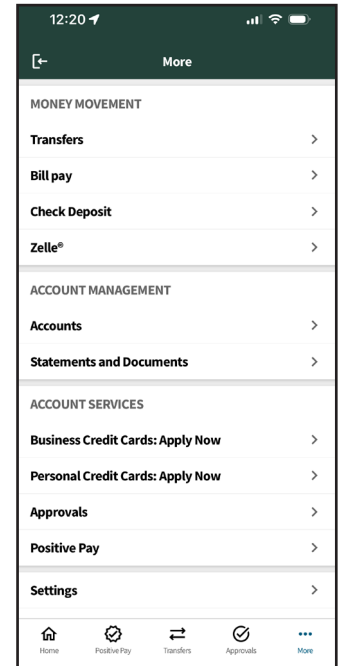 12:20
More
MONEY MOVEMENT
Transfers
Bill pay
Check Deposit
Zelle®
ACCOUNT MANAGEMENT
Accounts
Statements and Documents
ACCOUNT SERVICES
Business Credit Cards: Apply Now
Personal Credit Cards: Apply Now
Approvals
Positive Pay
Settings
Home Positive Pay Transfers Approvals More